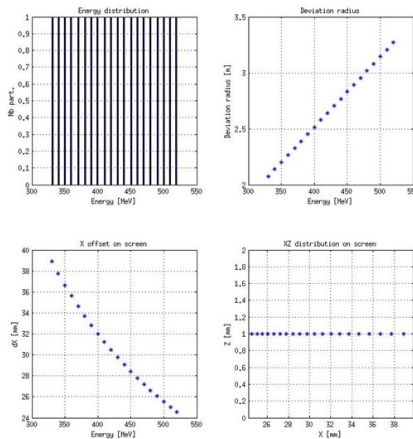 Energy distribution
1
0.9
0.8
0.7
0.6
0.5
0.4
0.3
0.2
0.1
0
Nb part.
300 350 400 450 500 550
Energy [MeV]
Deviation radius
3.5
3
2.5
2
Deviation radius [m]
300 350 400 450 500 550
Energy [MeV]
X offset on screen
40
38
36
34
32
30
28
26
24
dX [mm]
300 350 400 450 500 550
Energy [MeV]
XZ distribution on screen
2
1.8
1.6
1.4
1.2
1
0.8
0.6
0.4
0.2
0
Z [mm]
26 28 30 32 34 36 38
X [mm]